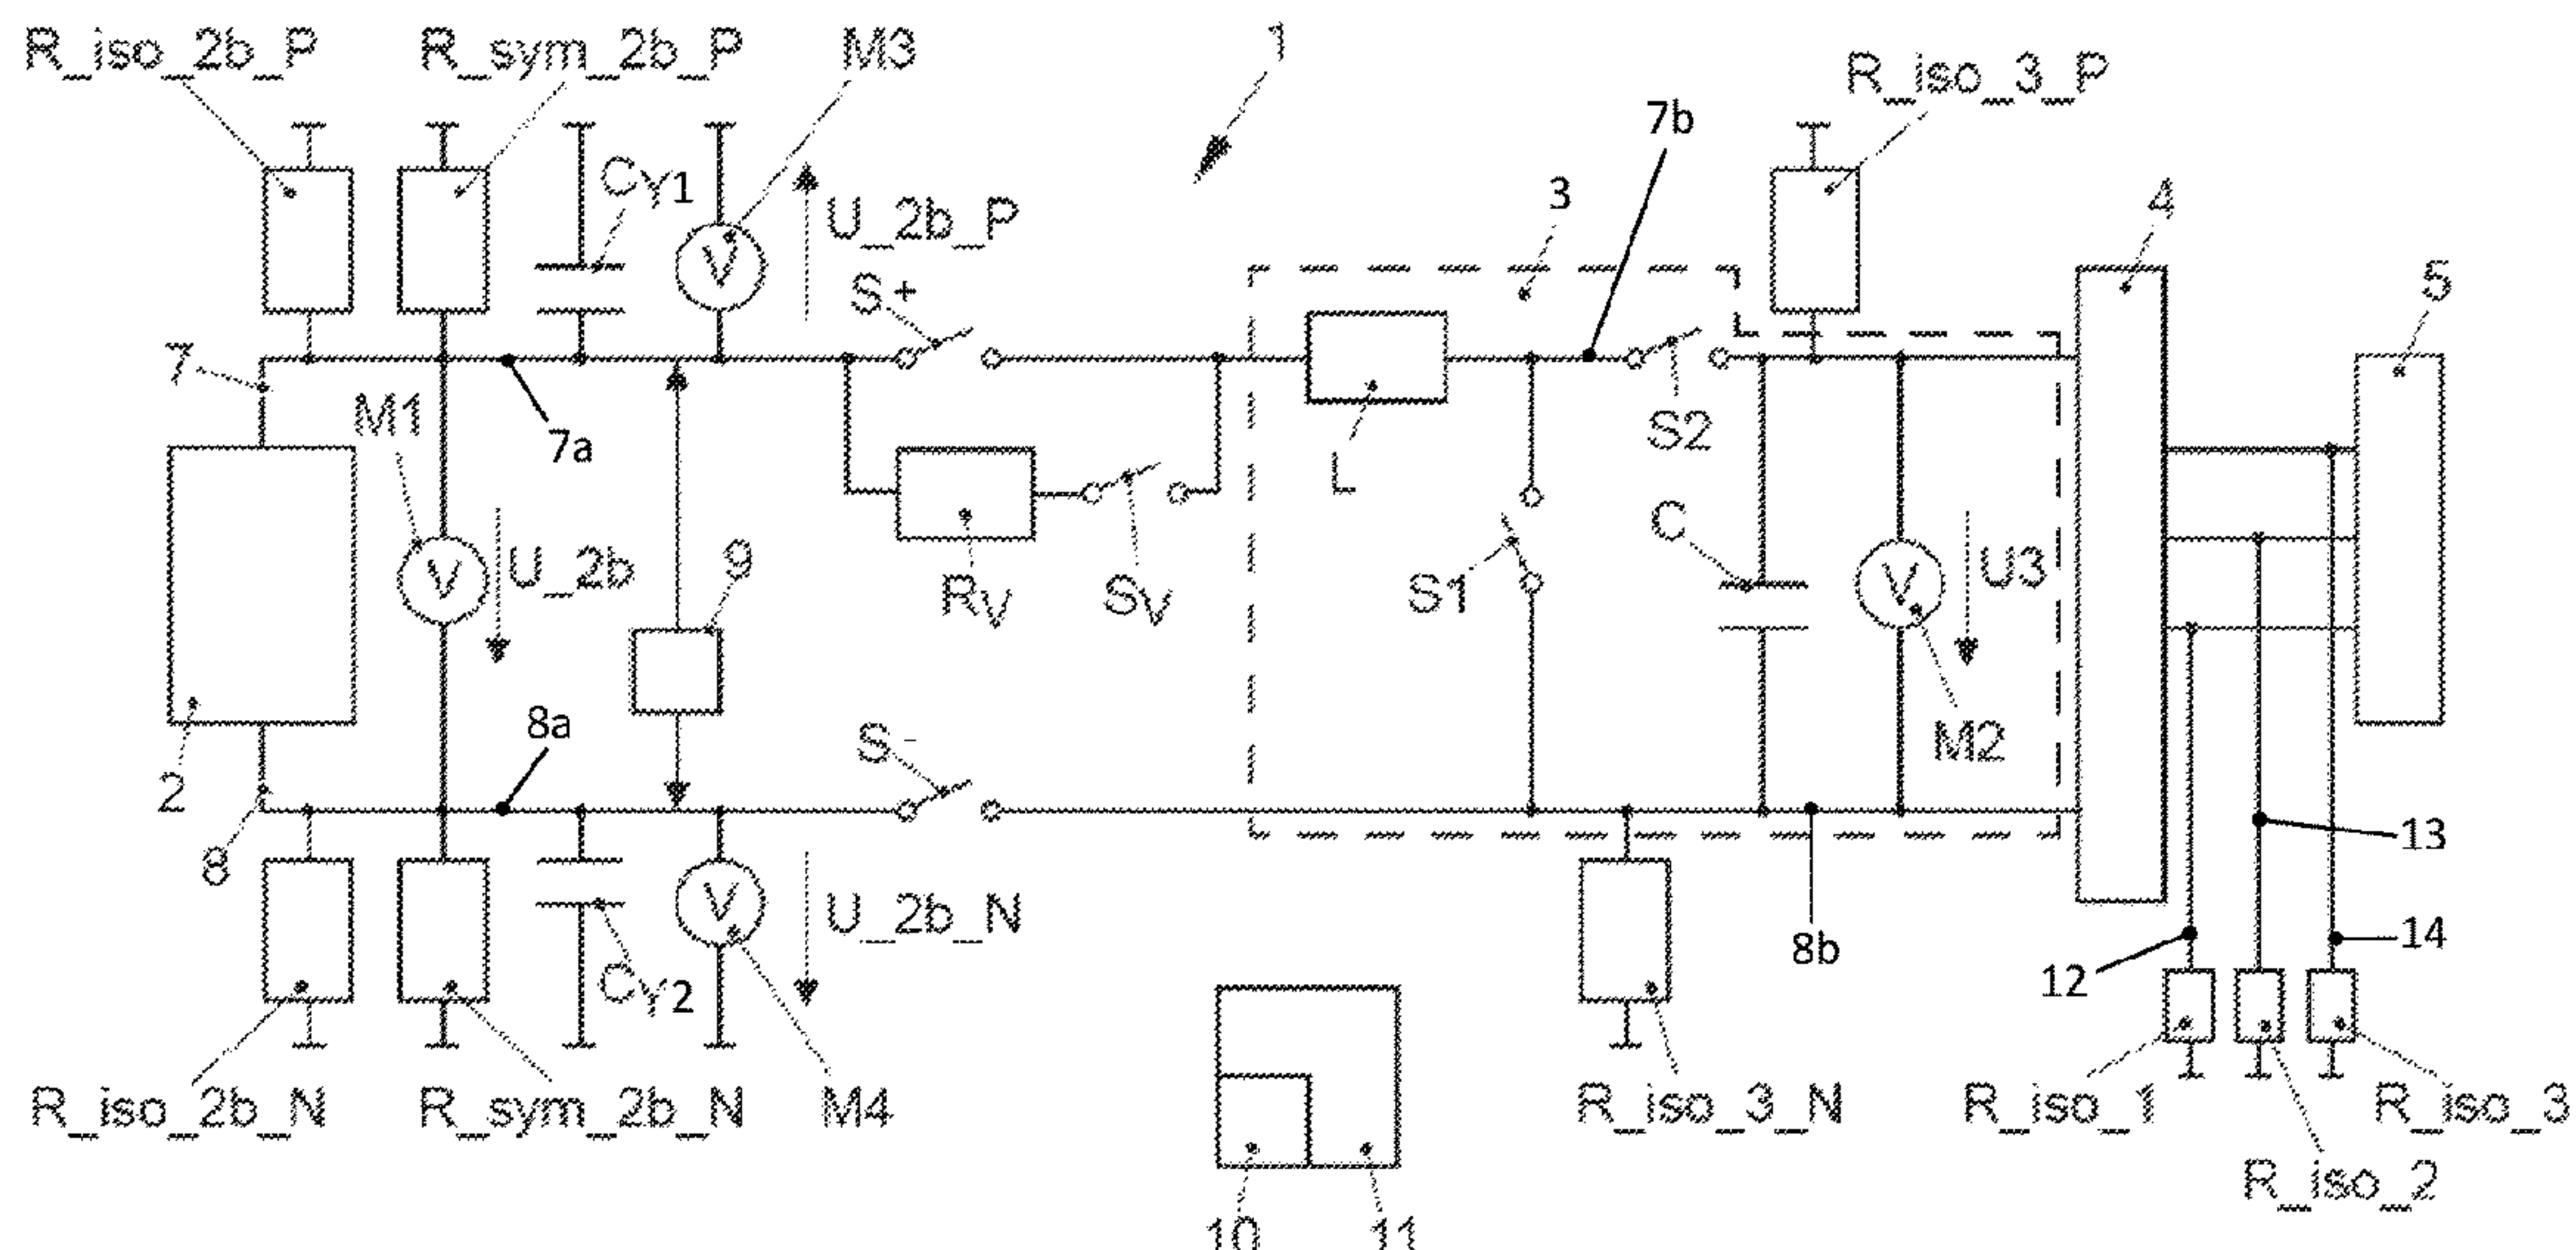 R_iso_2b_P
R_sym_2b_P
M3
1
R_iso_3_P
7b
3
4
5
CY1
V
U_2b_P
S+
7
M1
7a
S2
L
V
U_2b
9
RV
SV
S1
C
V
U3
M2
2
8a
S-
8
V
U_2b_N
CY2
8b
13
14
12
R_iso_2b_N
R_sym_2b_N
M4
R_iso_3_N
R_iso_1
R_iso_3
R_iso_2
10
11